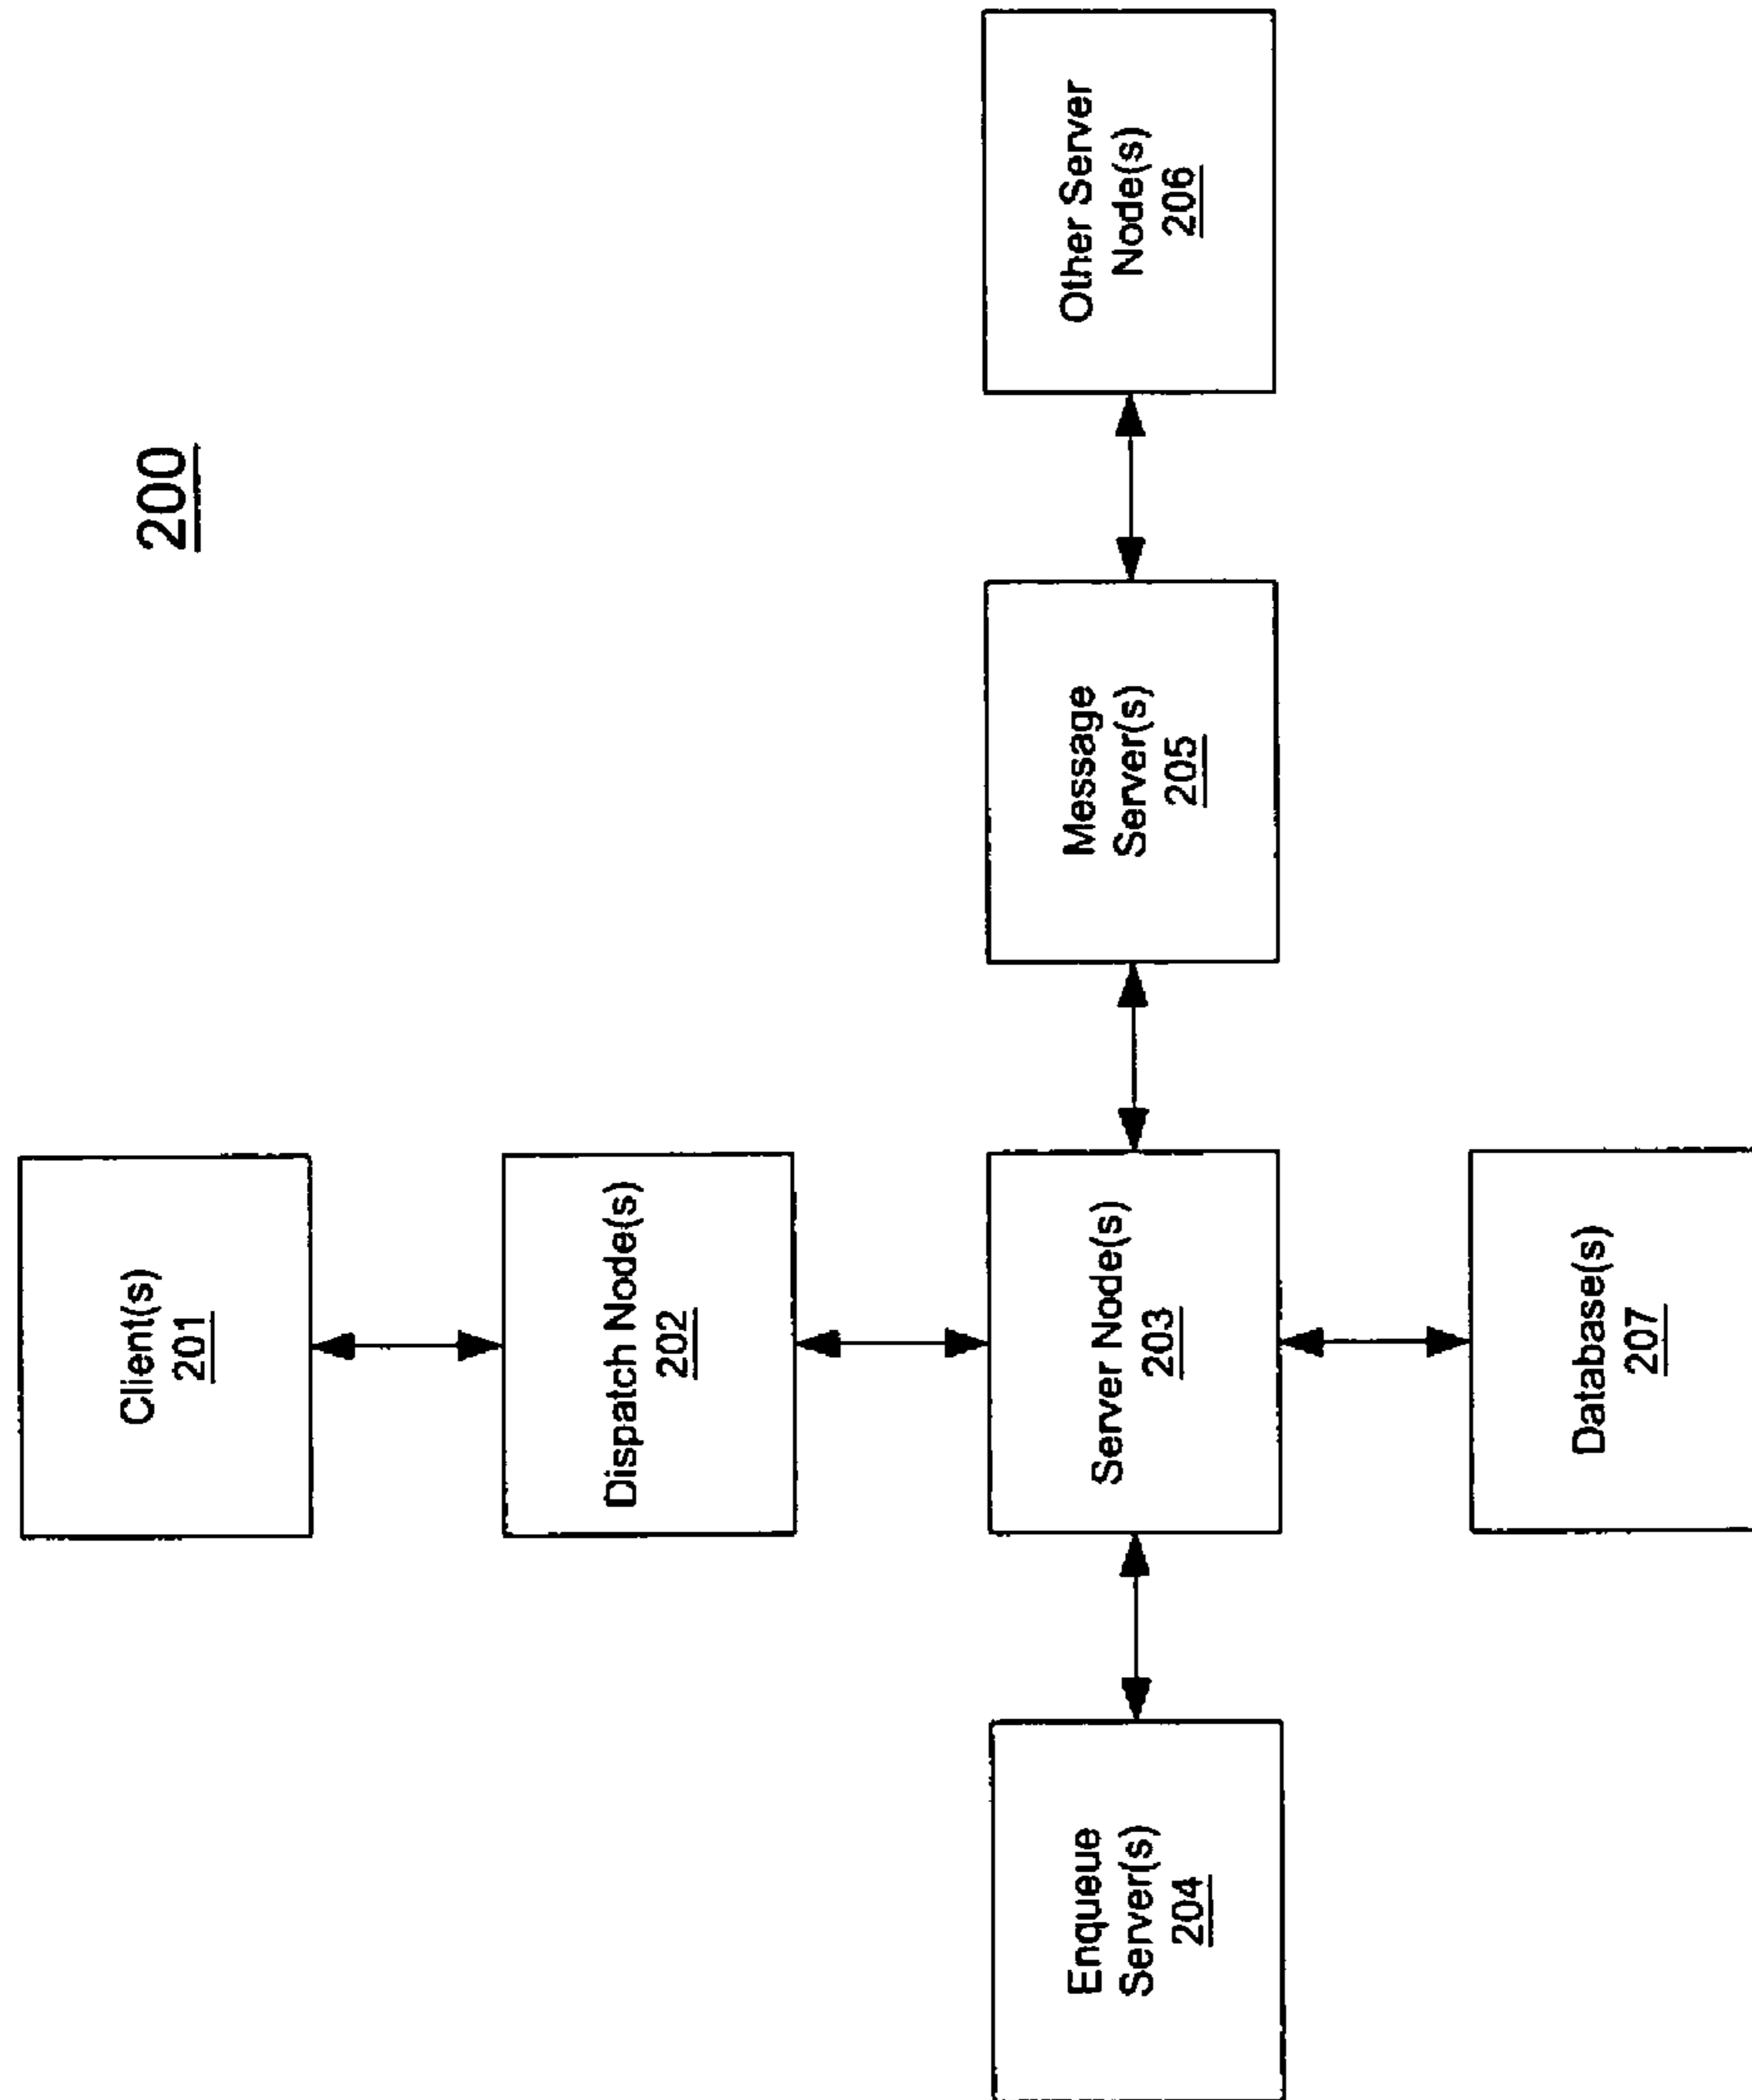 200
Client(s)
201
Dispatch Node(s)
202
Enqueue
Server(s)
204
Server Node(s)
203
Message
Server(s)
205
Other Server
Node(s)
206
Database(s)
207